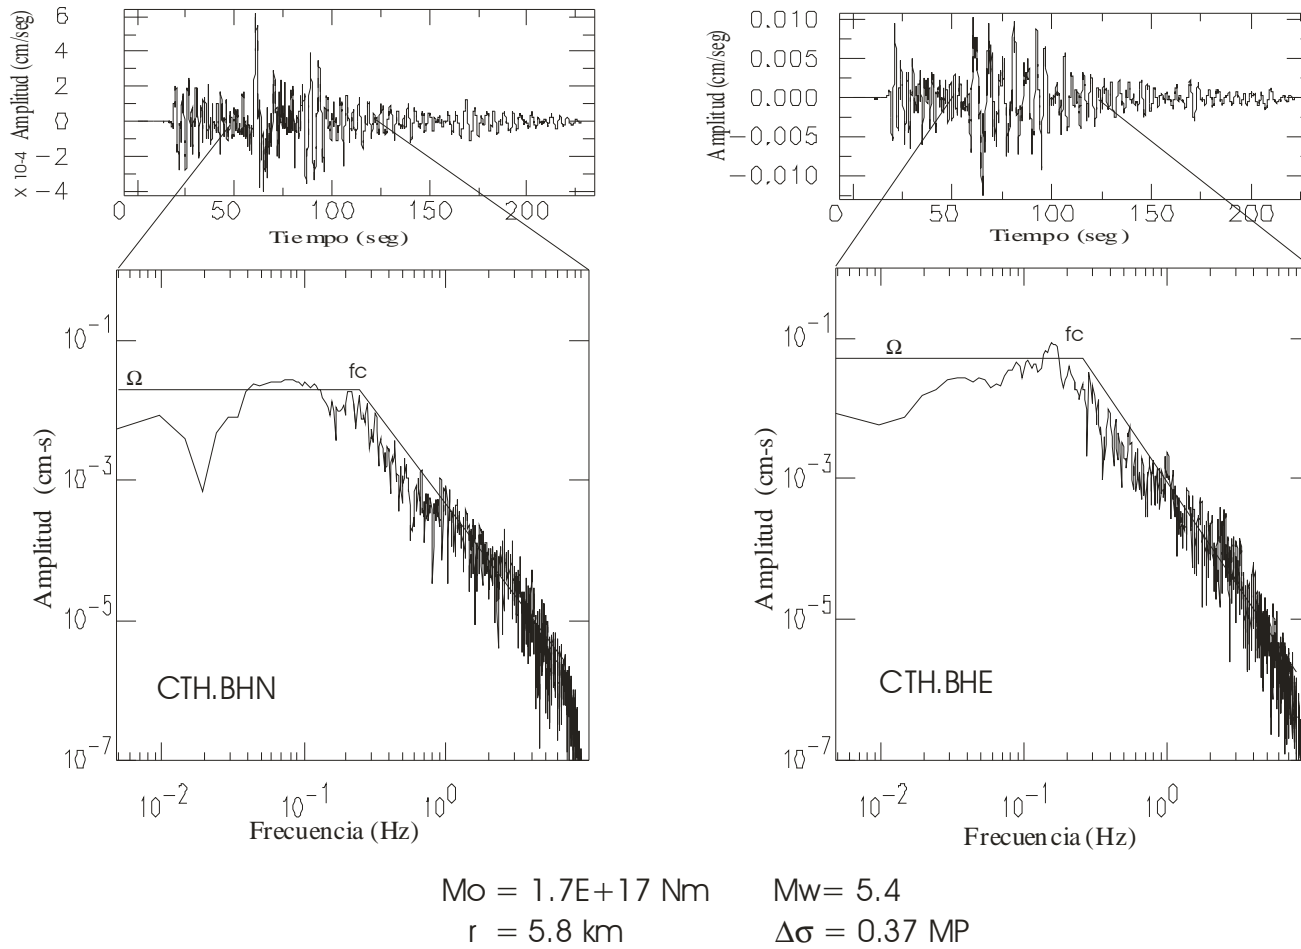 6
4
2
0
−2
−4
x 10-4 Amplitud (cm/seg)
0 50 100 150 200
Tiempo (seg)
0.010
0.005
0.000
−0.005
−0.010
Amplitud (cm/seg)
0 50 100 150 200
Tiempo (seg)
10⁻¹
10⁻³
10⁻⁵
10⁻⁷
Amplitud (cm-s)
Ω
fc
CTH.BHN
10⁻² 10⁻¹ 10⁰
Frecuencia (Hz)
10⁻¹
10⁻³
10⁻⁵
10⁻⁷
Amplitud (cm-s)
Ω
fc
CTH.BHE
10⁻² 10⁻¹ 10⁰
Frecuencia (Hz)
Mo = 1.7E+17 Nm Mw= 5.4
r = 5.8 km Δσ = 0.37 MP